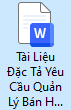 W
Tài Liệu
Đặc Tả Yêu
Cầu Quản
Lý Bán H...